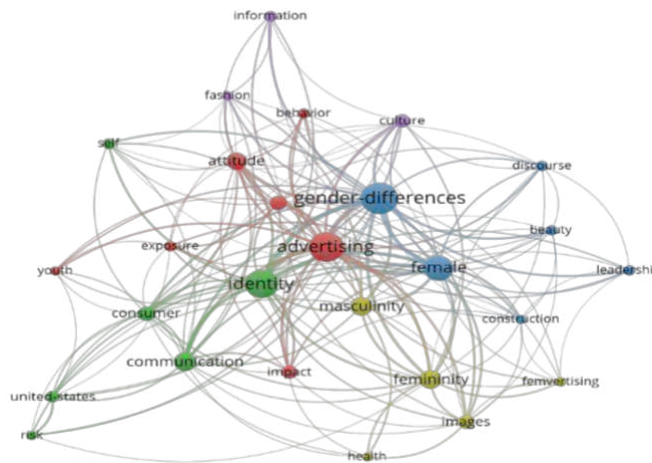 information
fashion
behavior
culture
self
attitude
discourse
gender-differences
beauty
advertising
exposure
youth
female
leadership
identity
masculinity
consumer
construction
communication
impact
femininity
femvertising
united-states
images
risk
health